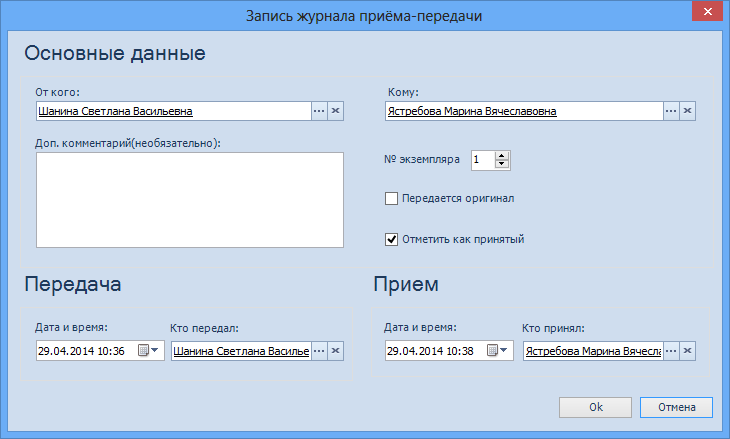 Запись журнала приёма-передачи
Основные данные
От кого:
Кому:
Шанина Светлана Васильевна
Ястребова Марина Вячеславовна
Доп. комментарий(необязательно):
№ экземпляра 1
Передается оригинал
Отметить как принятый
Передача
Прием
Дата и время: Кто передал:
Дата и время: Кто принял:
29.04.2014 10:36 Шанина Светлана Василье
29.04.2014 10:38 Ястребова Марина Вячесла
Ok Отмена